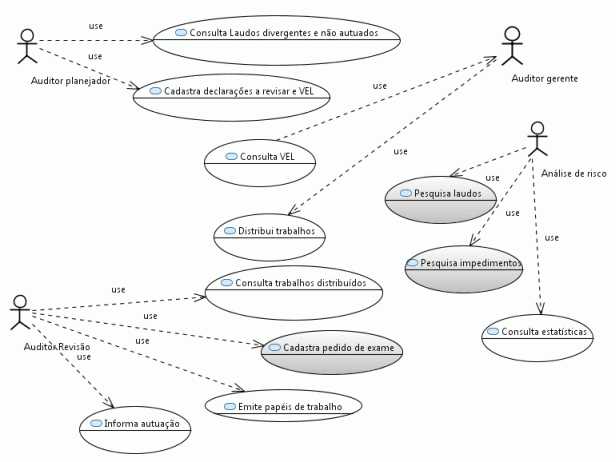 use
Consulta Laudos divergentes e não autuados
use
Auditor planejador
Auditor gerente
use
Cadastra declarações a revisar e VEL
Consulta VEL
use
Análise de risco
use
Pesquisa laudos
use
Distribui trabalhos
use
Pesquisa impedimentos
Consulta trabalhos distribuídos
use
use
Consulta estatísticas
use
Auditor Revisão
Cadastra pedido de exame
use
Emite papéis de trabalho
Informa autuação